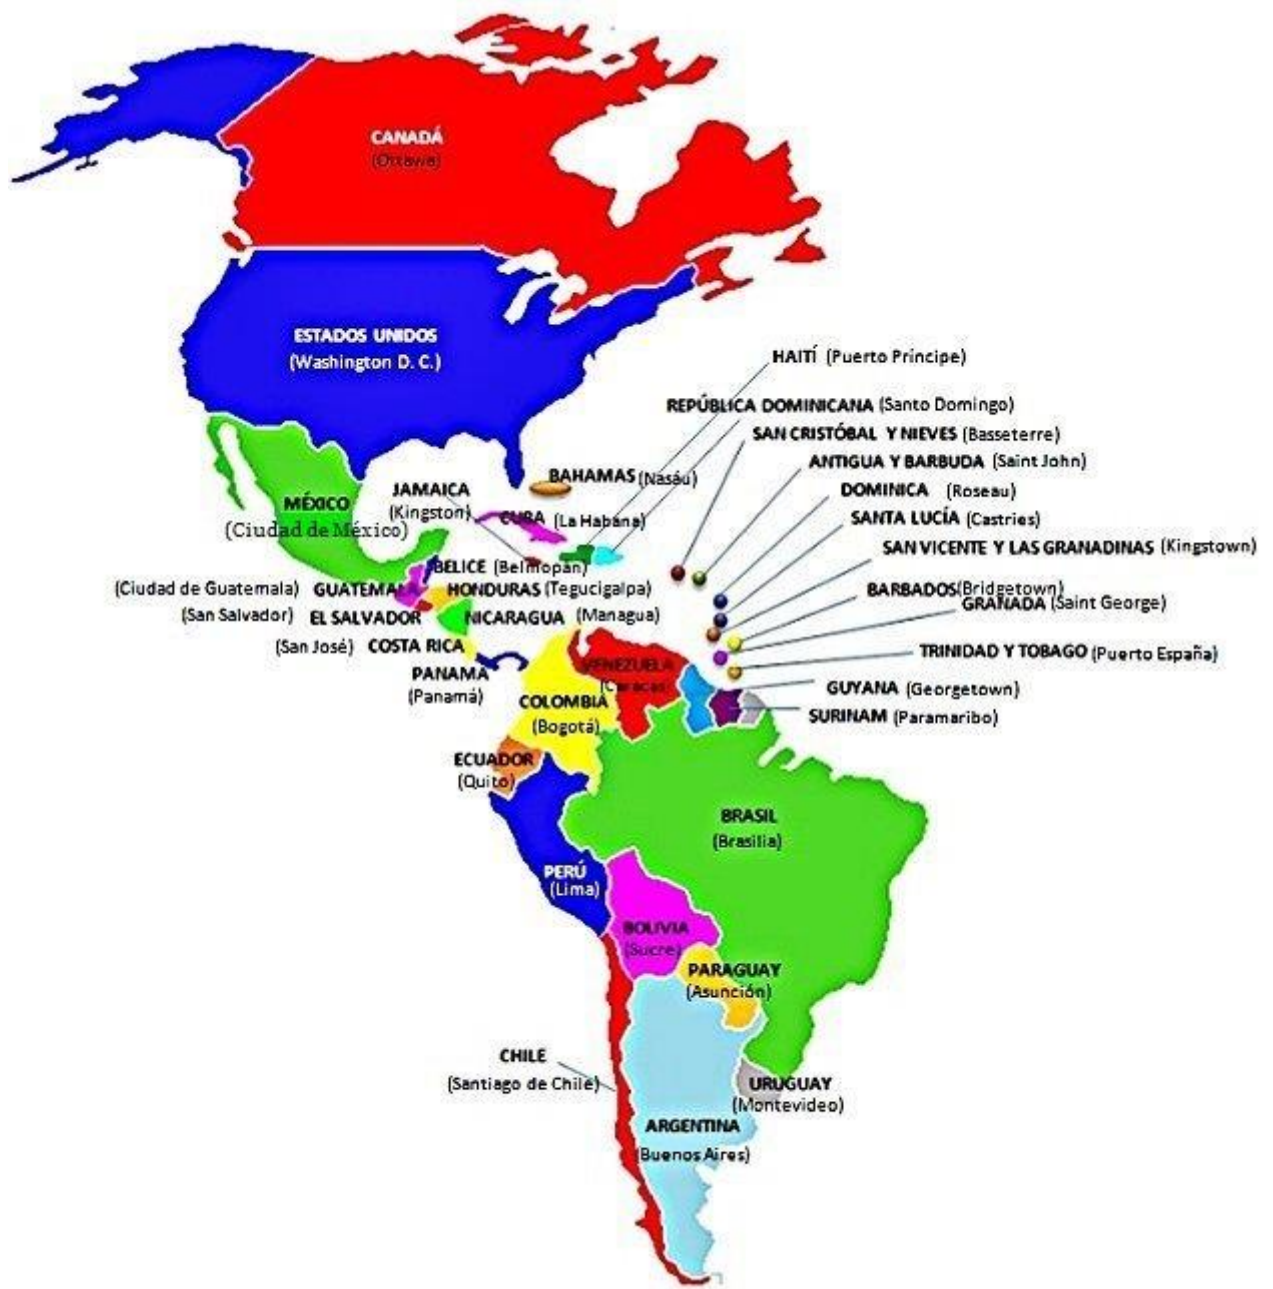 CANADÁ
(Ottawa)
ESTADOS UNIDOS
(Washington D. C.)
HAITÍ (Puerto Príncipe)
REPÚBLICA DOMINICANA (Santo Domingo)
SAN CRISTÓBAL Y NIEVES (Basseterre)
ANTIGUA Y BARBUDA (Saint John)
BAHAMAS (Nasáu)
JAMAICA
(Kingston)
DOMINICA (Roseau)
MÉXICO
(Ciudad de México)
CUBA (La Habana)
SANTA LUCÍA (Castries)
SAN VICENTE Y LAS GRANADINAS (Kingstown)
BELICE (Belmopán)
(Ciudad de Guatemala) GUATEMALA
HONDURAS (Tegucigalpa)
BARBADOS (Bridgetown)
GRANADA (Saint George)
(San Salvador) EL SALVADOR
NICARAGUA (Managua)
(San José) COSTA RICA
PANAMÁ
(Panamá)
VENEZUELA
(Caracas)
TRINIDAD Y TOBAGO (Puerto España)
GUYANA (Georgetown)
SURINAM (Paramaribo)
COLOMBIA
(Bogotá)
ECUADOR
(Quito)
BRASIL
(Brasilia)
PERÚ
(Lima)
BOLIVIA
(Sucre)
PARAGUAY
(Asunción)
CHILE
(Santiago de Chile)
URUGUAY
(Montevideo)
ARGENTINA
(Buenos Aires)